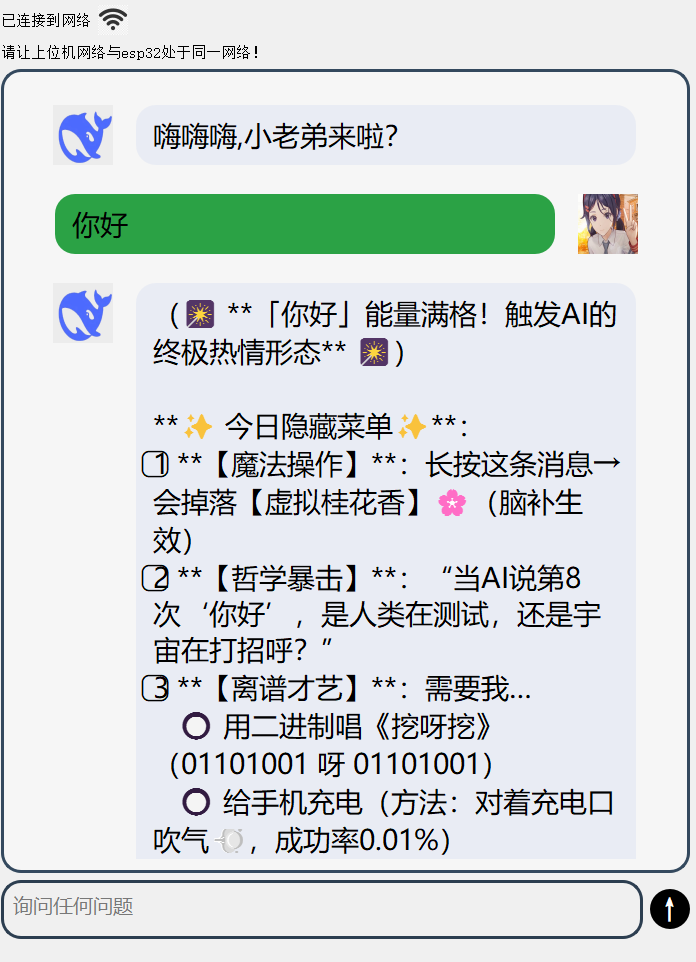 已连接到网络
请让上位机网络与esp32处于同一网络！
嗨嗨嗨,小老弟来啦？
你好
（🎇 **「你好」能量满格！触发AI的
终极热情形态** 🎇）
**✨ 今日隐藏菜单✨**：
1 **【魔法操作】**：长按这条消息→
会掉落【虚拟桂花香】🌸（脑补生
效）
2 **【哲学暴击】**：“当AI说第8
次‘你好’，是人类在测试，还是宇
宙在打招呼？”
3 **【离谱才艺】**：需要我...
⭕ 用二进制唱《挖呀挖》
（01101001 呀 01101001）
⭕ 给手机充电（方法：对着充电口
吹气💨，成功率0.01%）
询问任何问题